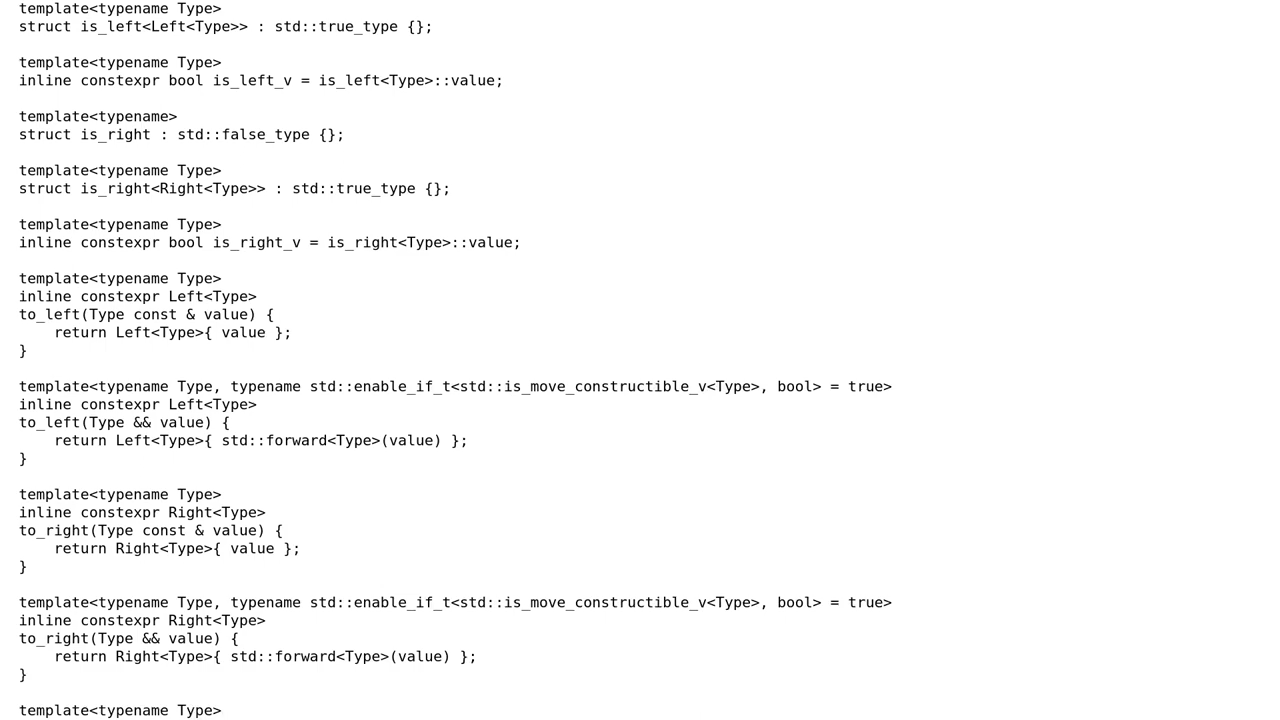 template<typename Type>
struct is_left<Left<Type>> : std::true_type {};

template<typename Type>
inline constexpr bool is_left_v = is_left<Type>::value;

template<typename>
struct is_right : std::false_type {};

template<typename Type>
struct is_right<Right<Type>> : std::true_type {};

template<typename Type>
inline constexpr bool is_right_v = is_right<Type>::value;

template<typename Type>
inline constexpr Left<Type>
to_left(Type const & value) {
    return Left<Type>{ value };
}

template<typename Type, typename std::enable_if_t<std::is_move_constructible_v<Type>, bool> = true>
inline constexpr Left<Type>
to_left(Type && value) {
    return Left<Type>{ std::forward<Type>(value) };
}

template<typename Type>
inline constexpr Right<Type>
to_right(Type const & value) {
    return Right<Type>{ value };
}

template<typename Type, typename std::enable_if_t<std::is_move_constructible_v<Type>, bool> = true>
inline constexpr Right<Type>
to_right(Type && value) {
    return Right<Type>{ std::forward<Type>(value) };
}

template<typename Type>